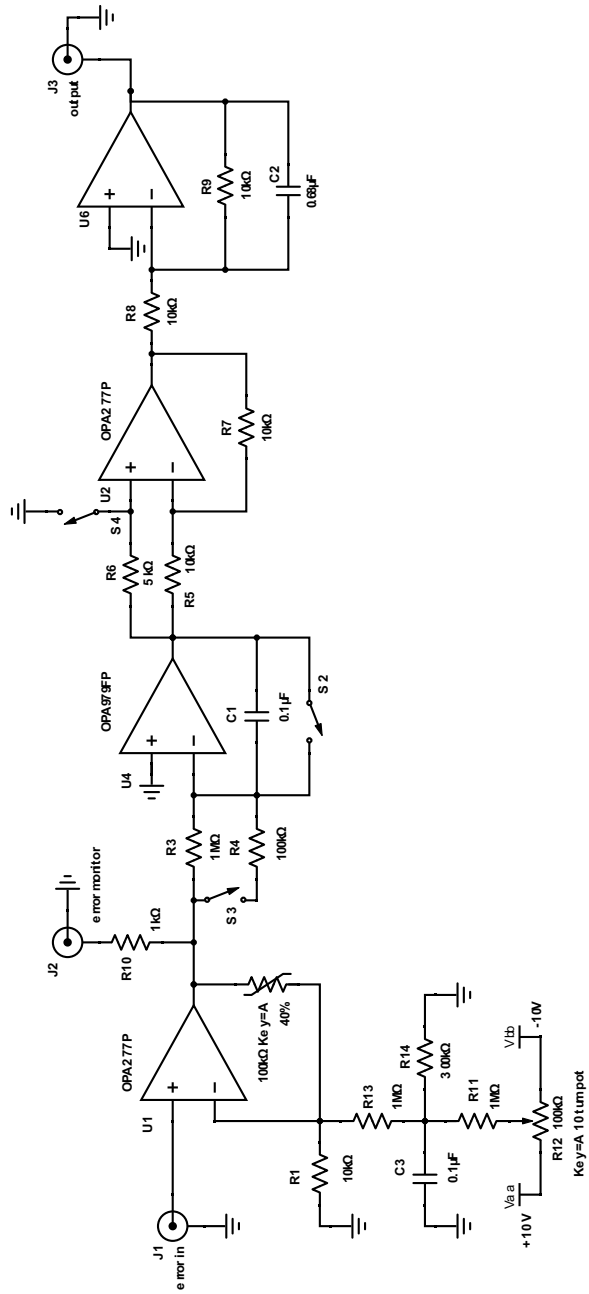 J1
error in
U1
OPA277P
R1
10kΩ
100kΩ Key=A
40%
R13
1MΩ
C3
0.1µF
R14
300kΩ
R11
1MΩ
Vaa
+10V
R12
100kΩ
Key=A 10 turn pot
Vbb
-10V
J2
error monitor
R10
1kΩ
S3
R3
1MΩ
R4
100kΩ
U4
OPA979FP
C1
0.1µF
S2
R6
5kΩ
R5
10kΩ
S4
U2
OPA277P
R7
10kΩ
R8
10kΩ
U6
R9
10kΩ
C2
0.68µF
J3
output